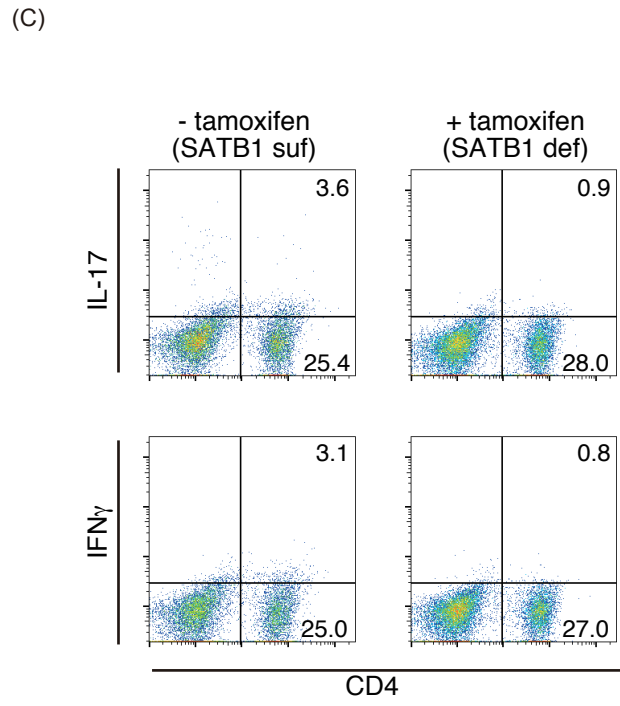 (C)
- tamoxifen
(SATB1 suf)
+ tamoxifen
(SATB1 def)
IL-17
3.6
25.4
0.9
28.0
IFNγ
3.1
25.0
0.8
27.0
CD4